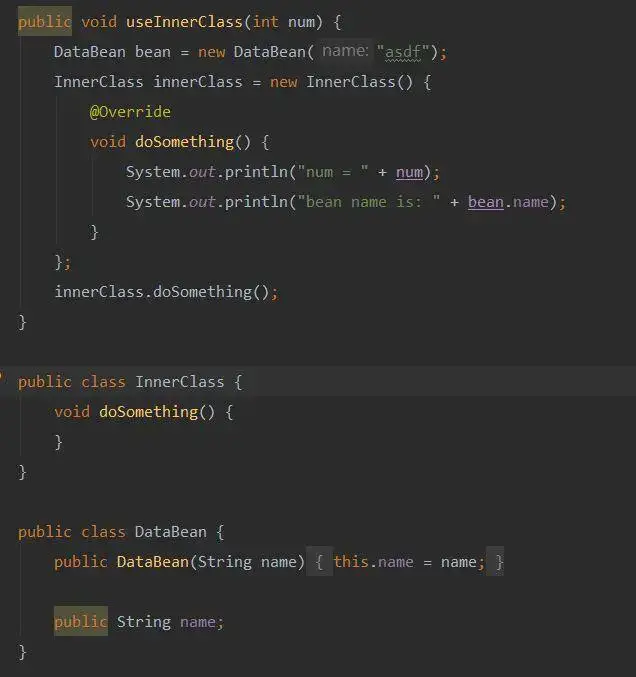 public void useInnerClass(int num) {
    DataBean bean = new DataBean( name: "asdf");
    InnerClass innerClass = new InnerClass() {
        @Override
        void doSomething() {
            System.out.println("num = " + num);
            System.out.println("bean name is: " + bean.name);
        }
    };
    innerClass.doSomething();
}
public class InnerClass {
    void doSomething() {
    }
}
public class DataBean {
    public DataBean(String name) { this.name = name; }
    public String name;
}